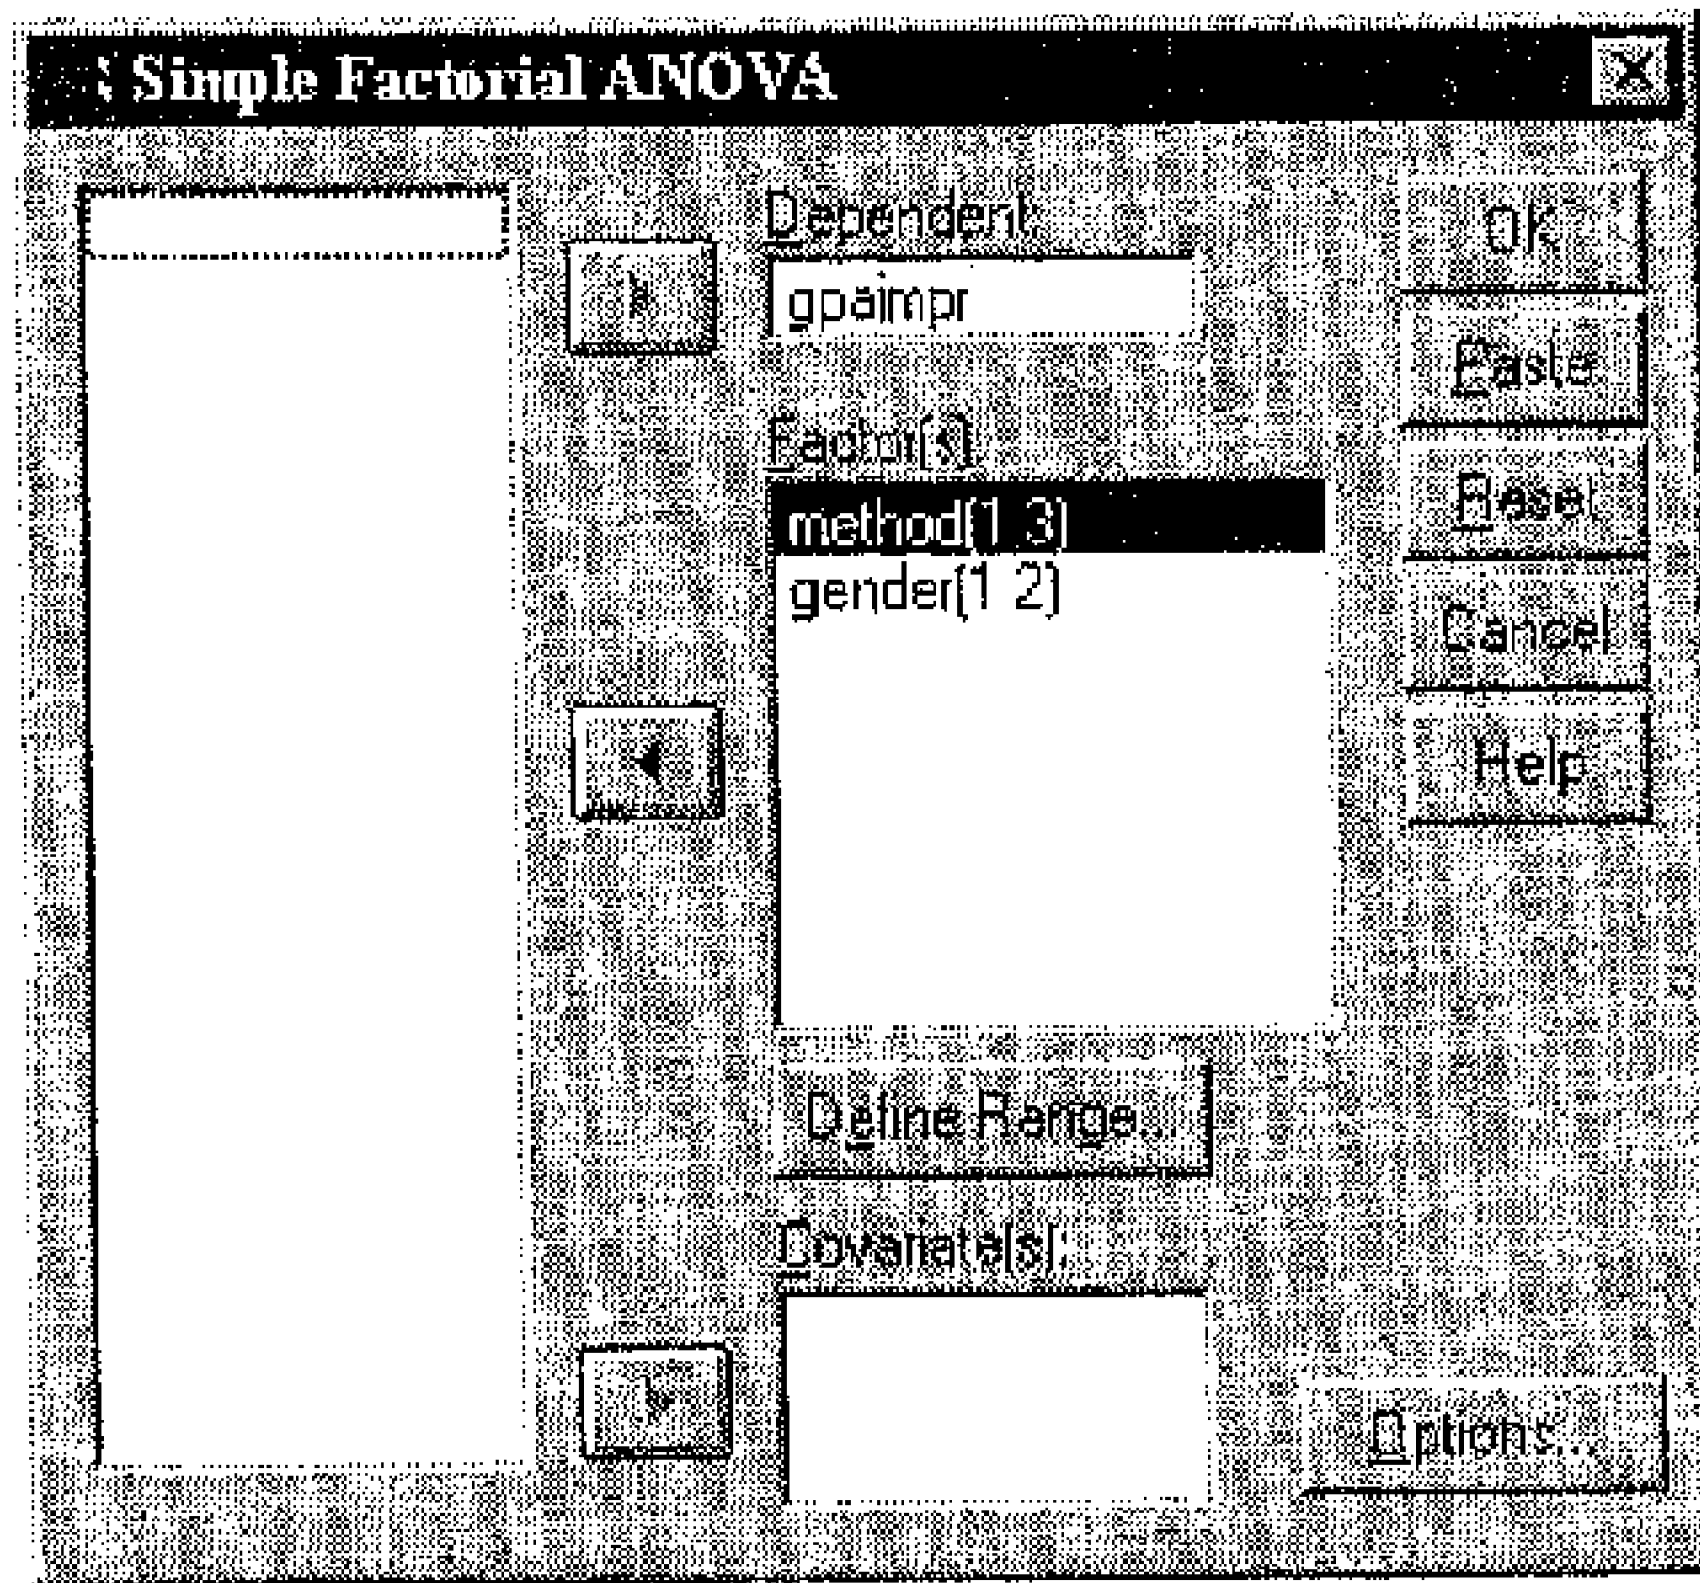 Simple Factorial ANOVA
Dependent:
gpaimpr
Factor(s):
method(1 3)
gender(1 2)
Define Range...
Covariate(s):
OK
Paste
Reset
Cancel
Help
Options...